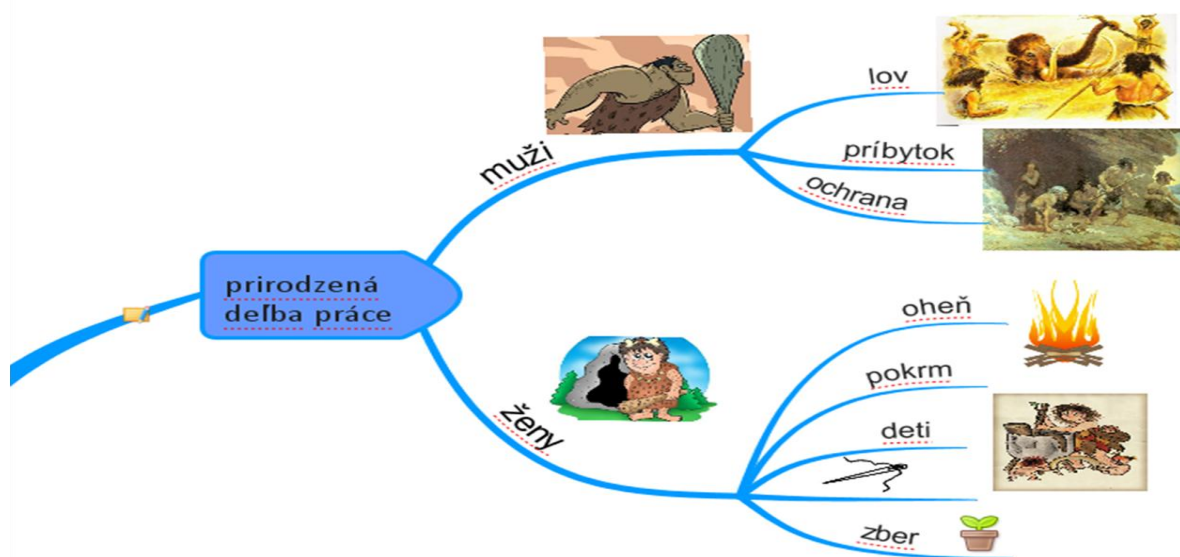 prirodzená
deľba práce
muži
lov
príbytok
ochrana
ženy
oheň
pokrm
deti
zber